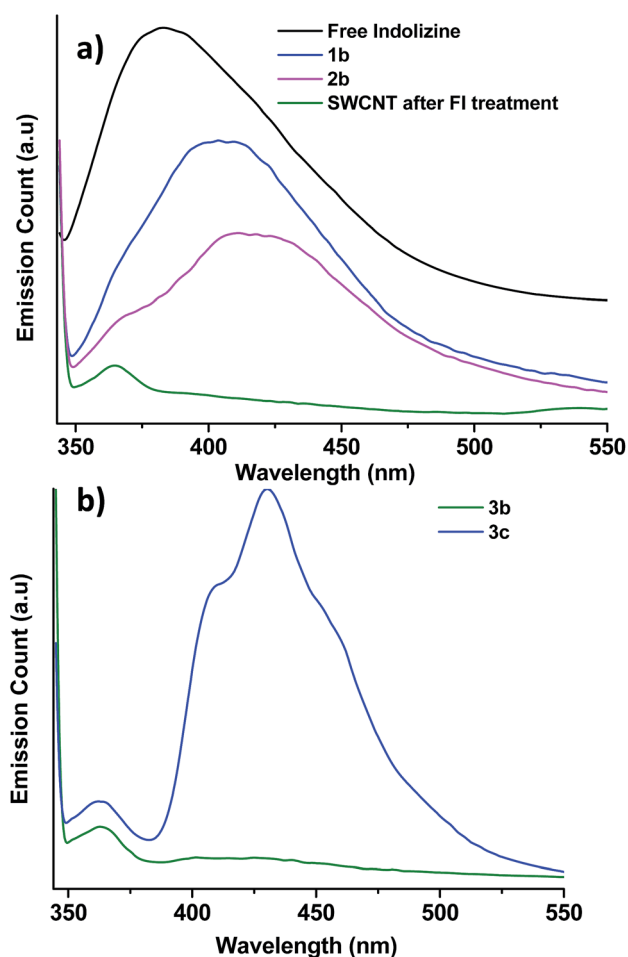 a)
Free Indolizine
1b
2b
SWCNT after FI treatment
Emission Count (a.u)
350 400 450 500 550
Wavelength (nm)
b)
3b
3c
Emission Count (a.u)
350 400 450 500 550
Wavelength (nm)